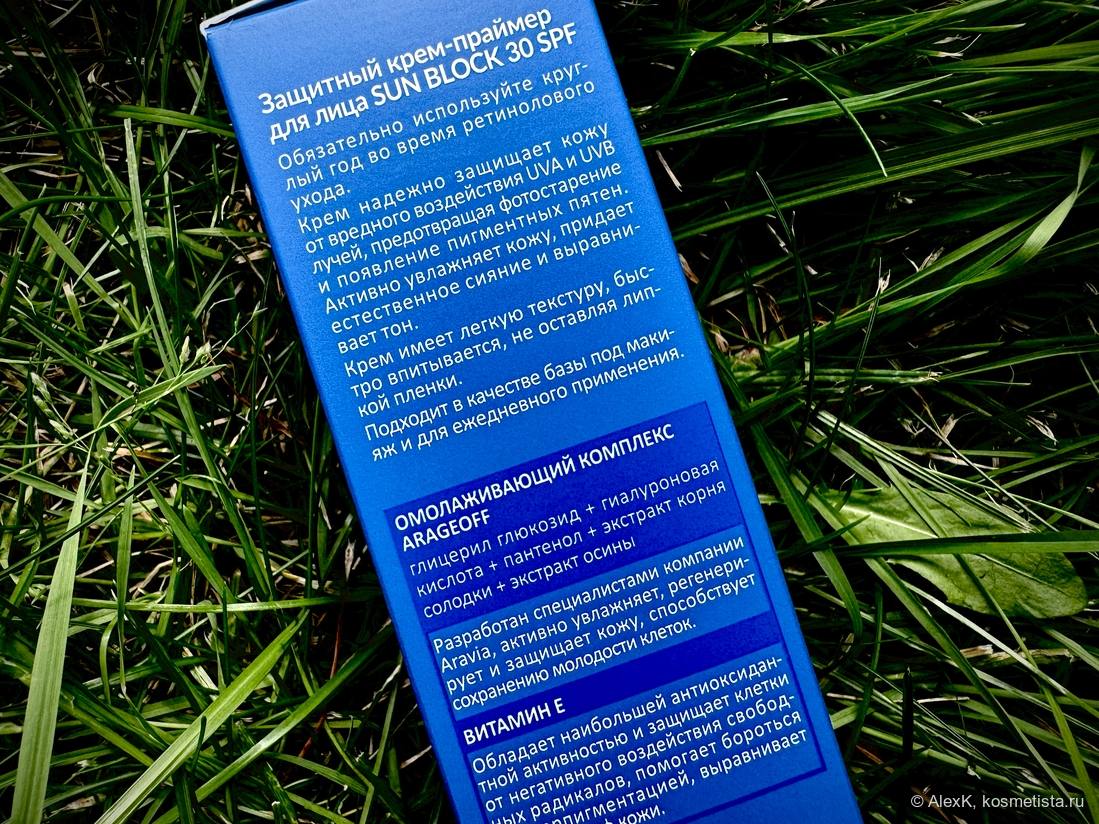 Защитный крем-праймер
для лица SUN BLOCK 30 SPF
Обязательно используйте круг-
лый год во время ретинолового
ухода.
Крем надежно защищает кожу
от вредного воздействия UVA и UVB
лучей, предотвращая фотостарение
и появление пигментных пятен.
Активно увлажняет кожу, придает
естественное сияние и выравни-
вает тон.
Крем имеет легкую текстуру, быс-
тро впитывается, не оставляя лип-
кой пленки.
Подходит в качестве базы под маки-
яж и для ежедневного применения.
ОМОЛАЖИВАЮЩИЙ КОМПЛЕКС
ARAGEOFF
глицерил глюкозид + гиалуроновая
кислота + пантенол + экстракт корня
солодки + экстракт осины
Разработан специалистами компании
Aravia, активно увлажняет, регенери-
рует и защищает кожу, способствует
сохранению молодости клеток.
ВИТАМИН Е
Обладает наибольшей антиоксидан-
тной активностью и защищает клетки
от негативного воздействия свобод-
ных радикалов, помогает бороться
ерпигментацией, выравнивает
кожи.
© AlexK, kosmetista.ru